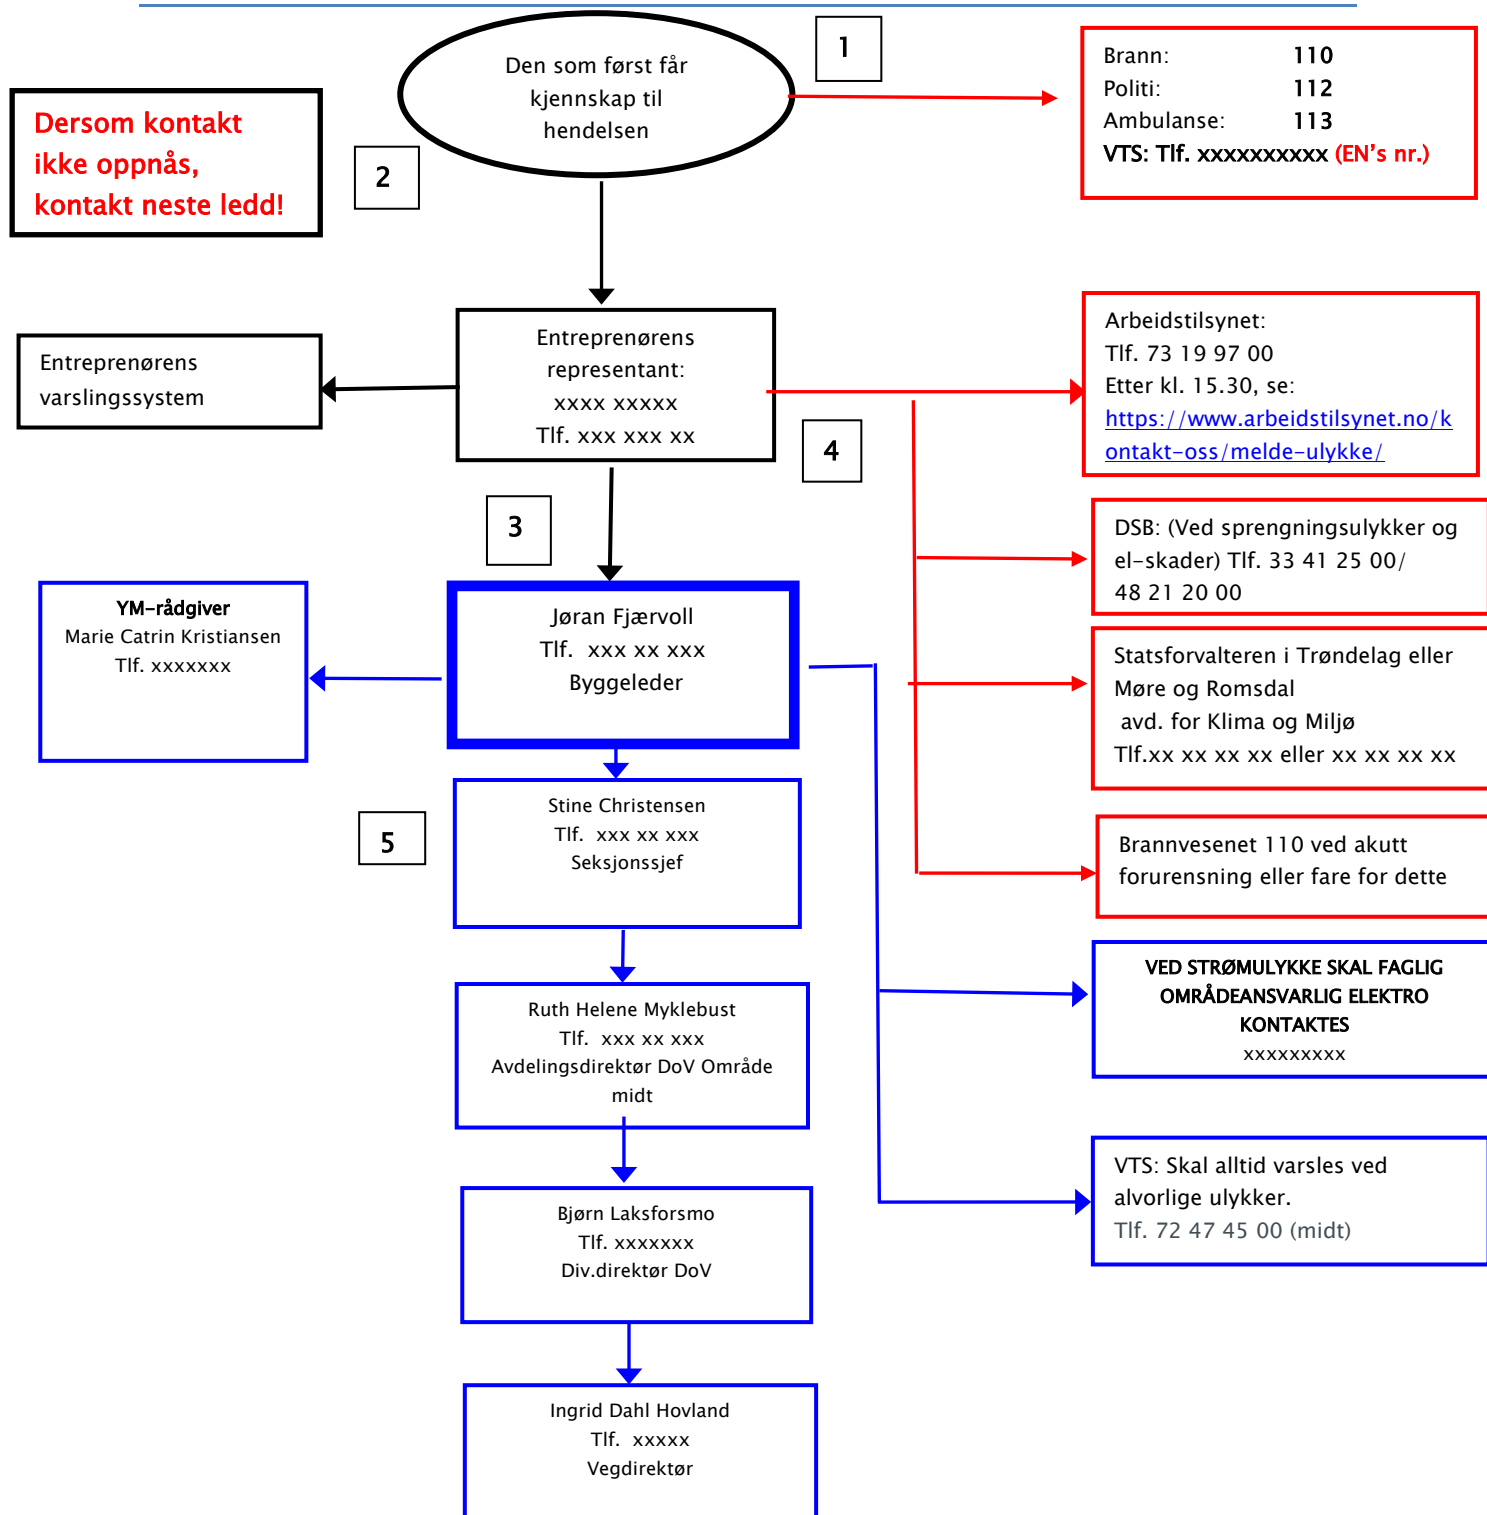 1
Den som først får
kjennskap til
hendelsen
Brann: 110
Politi: 112
Ambulanse: 113
VTS: Tlf. xxxxxxxxxx (EN's nr.)
Dersom kontakt
ikke oppnås,
kontakt neste ledd!
2
Entreprenørens
varslingssystem
Entreprenørens
representant:
xxxx xxxxx
Tlf. xxx xxx xx
4
Arbeidstilsynet:
Tlf. 73 19 97 00
Etter kl. 15.30, se:
https://www.arbeidstilsynet.no/k
ontakt-oss/melde-ulykke/
3
DSB: (Ved sprengningsulykker og
el-skader) Tlf. 33 41 25 00/
48 21 20 00
YM-rådgiver
Marie Catrin Kristiansen
Tlf. xxxxxxx
Jøran Fjærvoll
Tlf. xxx xx xxx
Byggeleder
Statsforvalteren i Trøndelag eller
Møre og Romsdal
avd. for Klima og Miljø
Tlf.xx xx xx xx eller xx xx xx xx
5
Stine Christensen
Tlf. xxx xx xxx
Seksjonssjef
Brannvesenet 110 ved akutt
forurensning eller fare for dette
VED STRØMULYKKE SKAL FAGLIG
OMRÅDEANSVARLIG ELEKTRO
KONTAKTES
xxxxxxxxx
Ruth Helene Myklebust
Tlf. xxx xx xxx
Avdelingsdirektør DoV Område
midt
VTS: Skal alltid varsles ved
alvorlige ulykker.
Tlf. 72 47 45 00 (midt)
Bjørn Laksforsmo
Tlf. xxxxxxx
Div.direktør DoV
Ingrid Dahl Hovland
Tlf. xxxxx
Vegdirektør